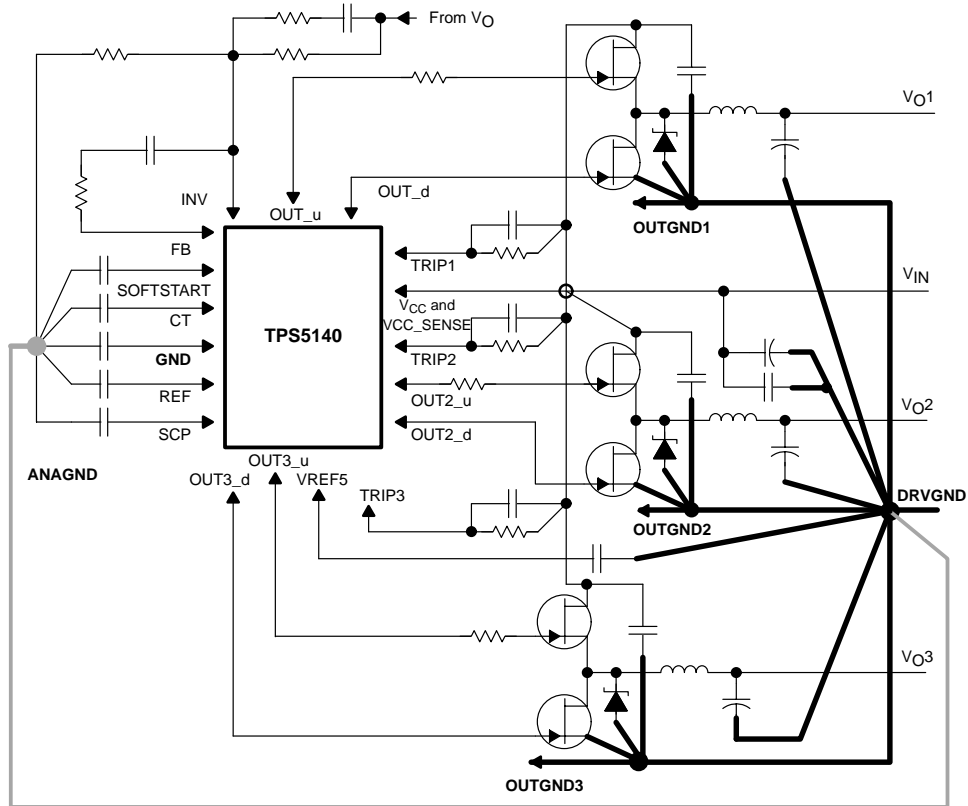 From VO
VO1
INV
OUT_u
OUT_d
OUTGND1
FB
TRIP1
SOFTSTART
VIN
CT
VCC and
VCC_SENSE
TPS5140
GND
TRIP2
REF
OUT2_u
VO2
SCP
OUT2_d
ANAGND
OUT3_u
OUT3_d
VREF5
TRIP3
DRVGND
OUTGND2
VO3
OUTGND3